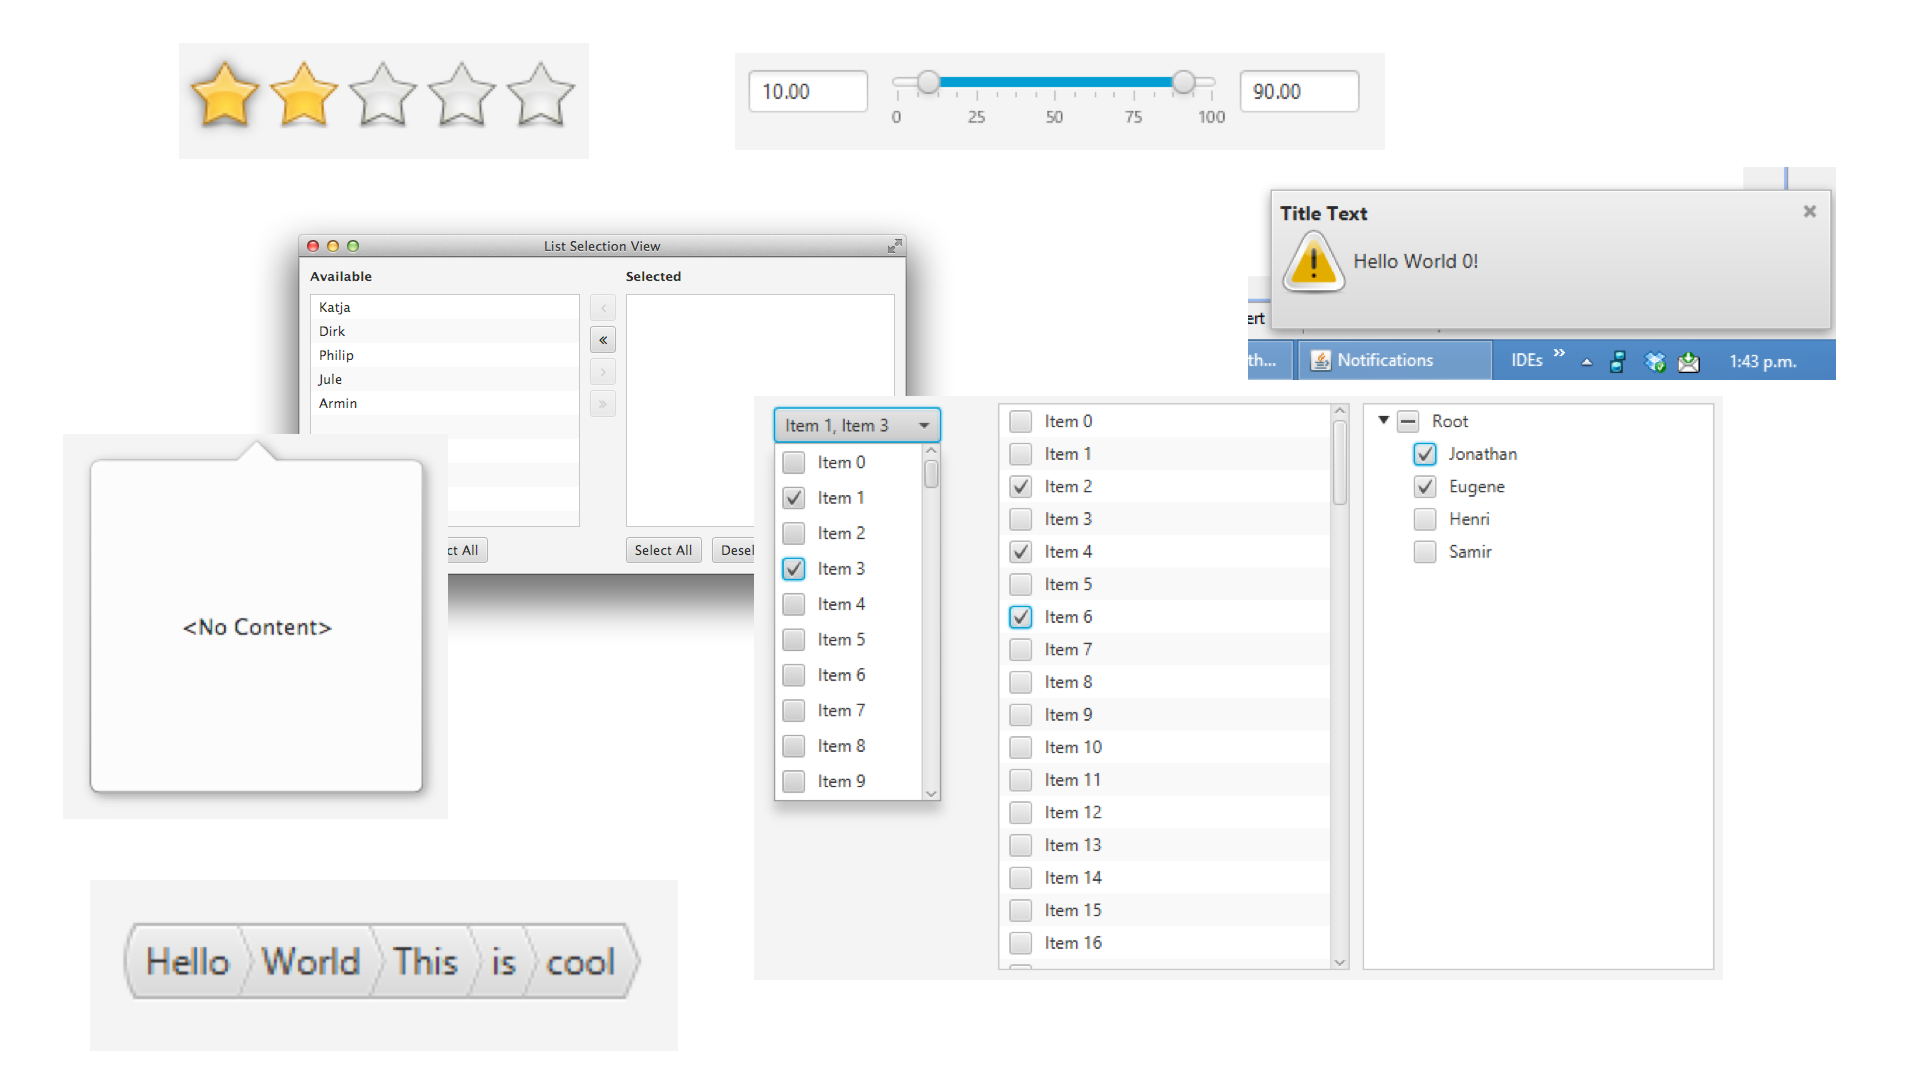 10.00
0 25 50 75 100
90.00
Title Text
Hello World 0!
ert
th...
Notifications
IDEs
1:43 p.m.
List Selection View
Available
Selected
Katja
Dirk
Philip
Jule
Armin
ct All
Select All
Desel
<No Content>
Item 1, Item 3
Item 0
Item 1
Item 2
Item 3
Item 4
Item 5
Item 6
Item 7
Item 8
Item 9
Item 0
Item 1
Item 2
Item 3
Item 4
Item 5
Item 6
Item 7
Item 8
Item 9
Item 10
Item 11
Item 12
Item 13
Item 14
Item 15
Item 16
Root
Jonathan
Eugene
Henri
Samir
Hello World This is cool